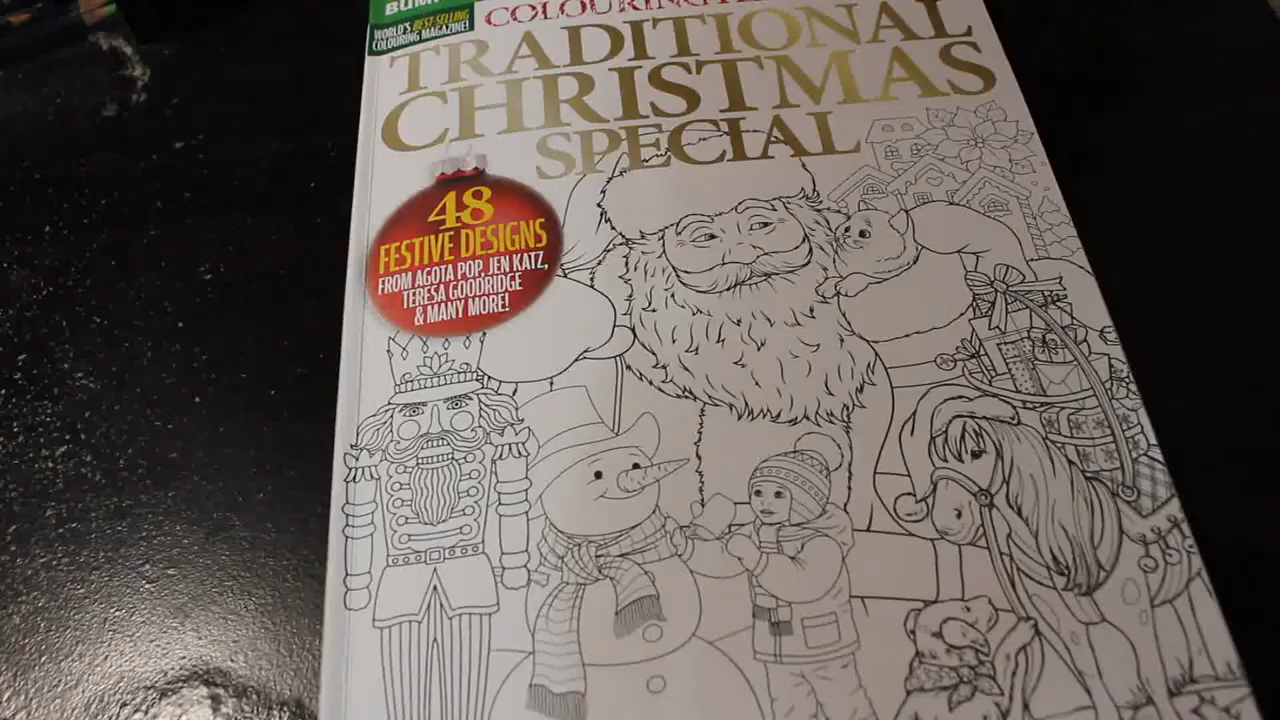 WORLD'S BEST-SELLING
COLOURING MAGAZINE!
TRADITIONAL
CHRISTMAS
SPECIAL
48
FESTIVE DESIGNS
FROM AGOTA POP, JEN KATZ,
TERESA GOODRIDGE
& MANY MORE!